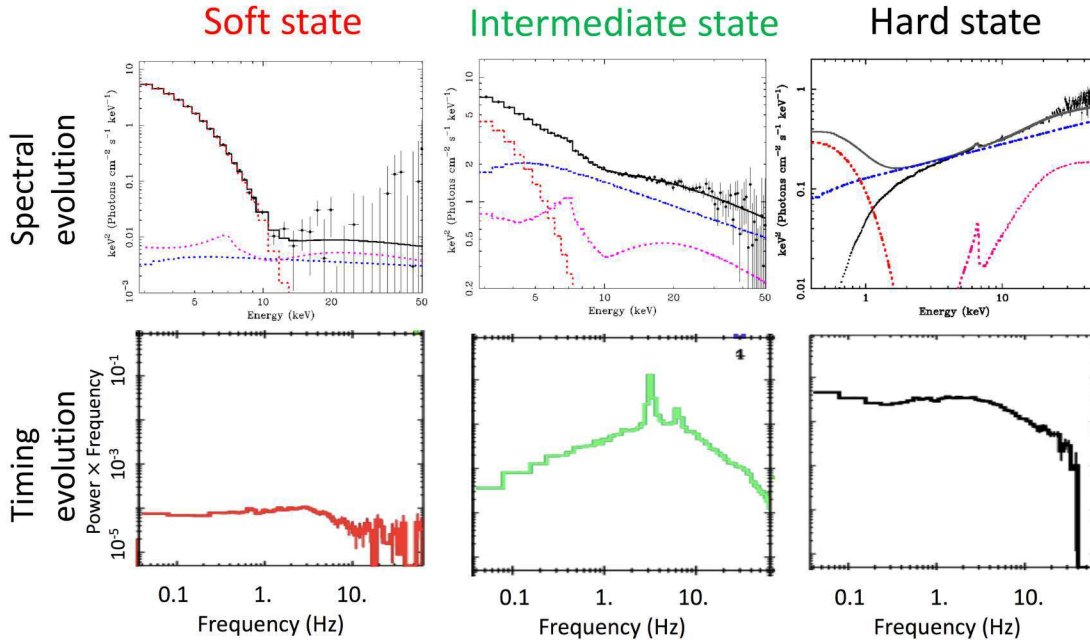 Soft state
Intermediate state
Hard state
Spectral
evolution
keV² (Photons cm⁻² s⁻¹ keV⁻¹)
10
1
0.1
0.01
10⁻³
5
10
20
50
Energy (keV)
keV² (Photons cm⁻² s⁻¹ keV⁻¹)
5
2
1
0.5
0.2
5
10
20
50
Energy (keV)
keV² (Photons cm⁻² s⁻¹ keV⁻¹)
1
0.1
0.01
1
10
Energy (keV)
Timing
evolution
Power × Frequency
10⁻¹
10⁻³
10⁻⁵
0.1
1.
10.
Frequency (Hz)
1
0.1
1.
10.
Frequency (Hz)
0.1
1.
10.
Frequency (Hz)